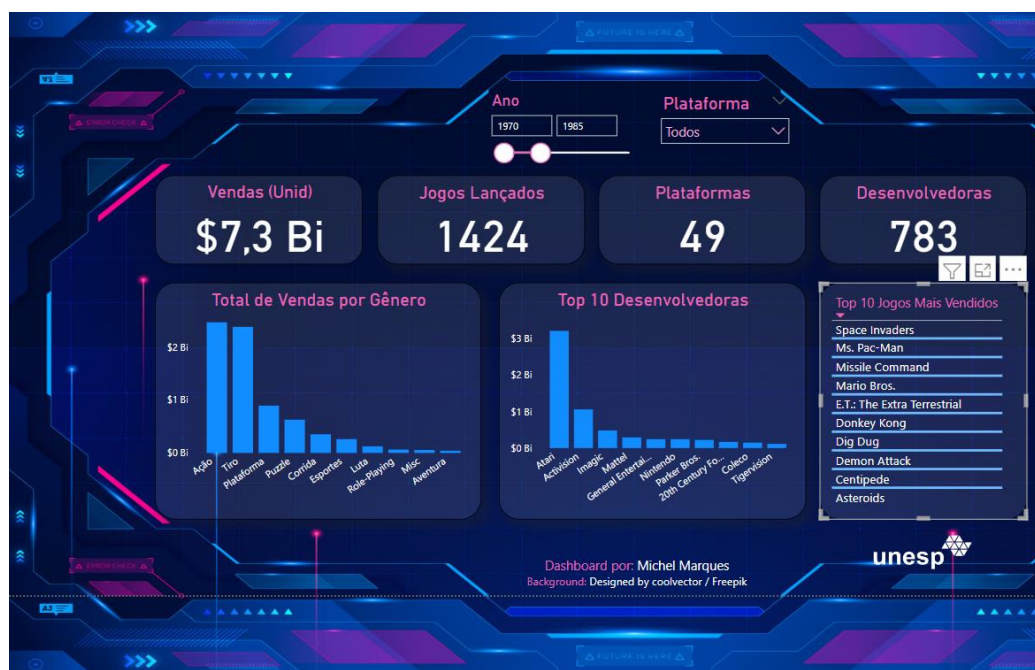 FUTURE IS HERE
V2
ERROR CHECK
Ano
Plataforma
1970
1985
Todos
Vendas (Unid)
Jogos Lançados
Plataformas
Desenvolvedoras
$7,3 Bi
1424
49
783
Total de Vendas por Gênero
$2 Bi
$1 Bi
$0 Bi
Ação
Tiro
Plataforma
Puzzle
Corrida
Esportes
Luta
Role-Playing
Misc
Aventura
Top 10 Desenvolvedoras
$3 Bi
$2 Bi
$1 Bi
$0 Bi
Atari
Activision
Imagic
Mattel
General Entertai...
Nintendo
Parker Bros.
20th Century Fo...
Coleco
Tigervision
Top 10 Jogos Mais Vendidos
Space Invaders
Ms. Pac-Man
Missile Command
Mario Bros.
E.T.: The Extra Terrestrial
Donkey Kong
Dig Dug
Demon Attack
Centipede
Asteroids
unesp
Dashboard por: Michel Marques
Background: Designed by coolvector / Freepik
ERROR CHECK
A3
FUTURE IS HERE